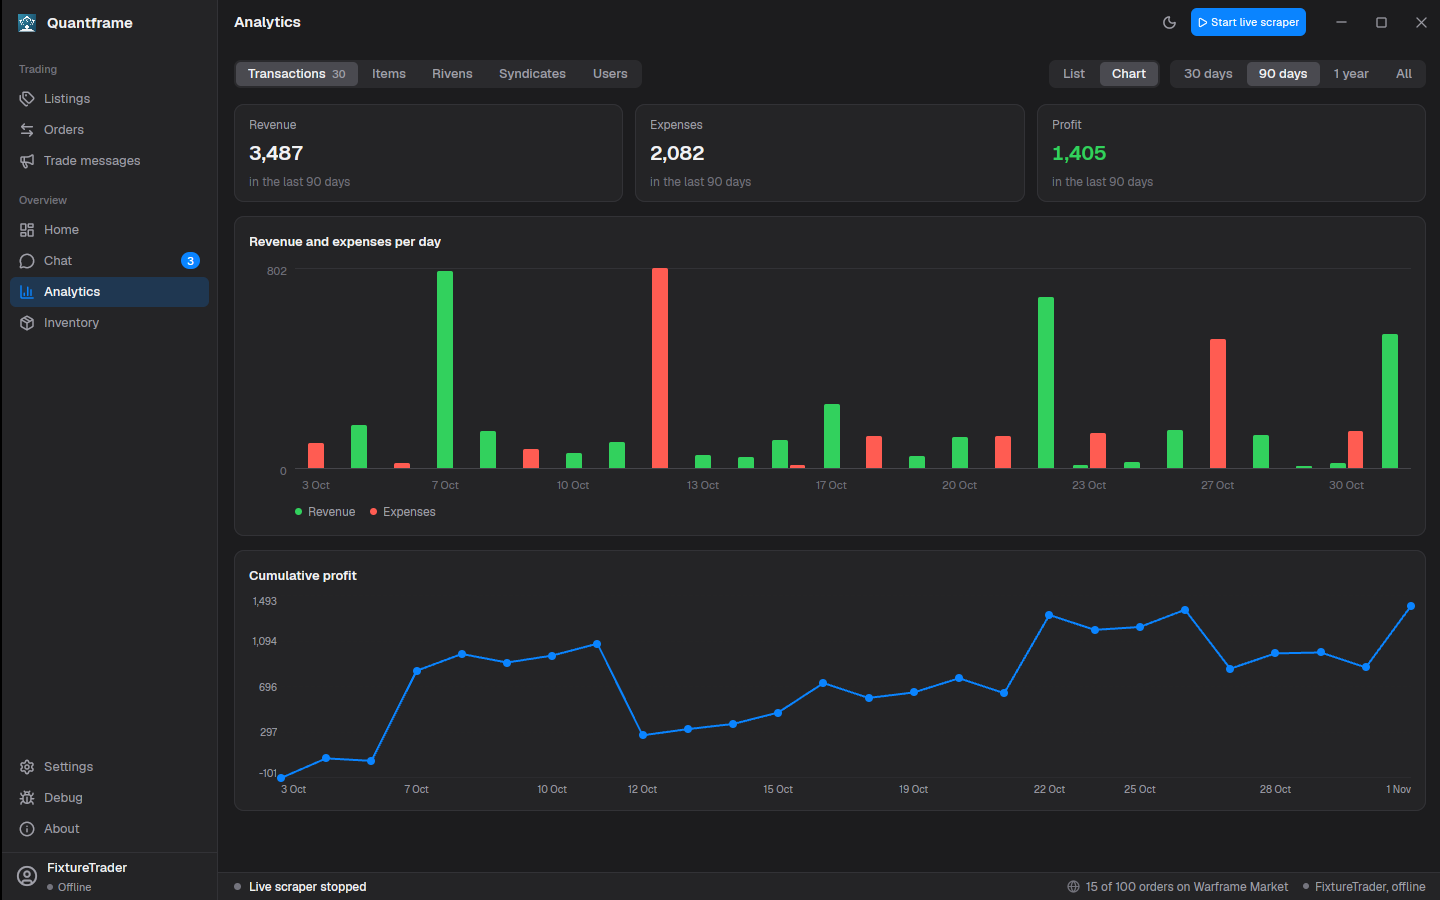 Quantframe
Trading
Listings
Orders
Trade messages
Overview
Home
Chat 3
Analytics
Inventory
Settings
Debug
About
FixtureTrader
Offline
Analytics
Start live scraper
Transactions 30 Items Rivens Syndicates Users
List Chart 30 days 90 days 1 year All
Revenue
3,487
in the last 90 days
Expenses
2,082
in the last 90 days
Profit
1,405
in the last 90 days
Revenue and expenses per day
802
0
3 Oct 7 Oct 10 Oct 13 Oct 17 Oct 20 Oct 23 Oct 27 Oct 30 Oct
Revenue Expenses
Cumulative profit
1,493
1,094
696
297
-101
3 Oct 7 Oct 10 Oct 12 Oct 15 Oct 19 Oct 22 Oct 25 Oct 28 Oct 1 Nov
Live scraper stopped
15 of 100 orders on Warframe Market FixtureTrader, offline